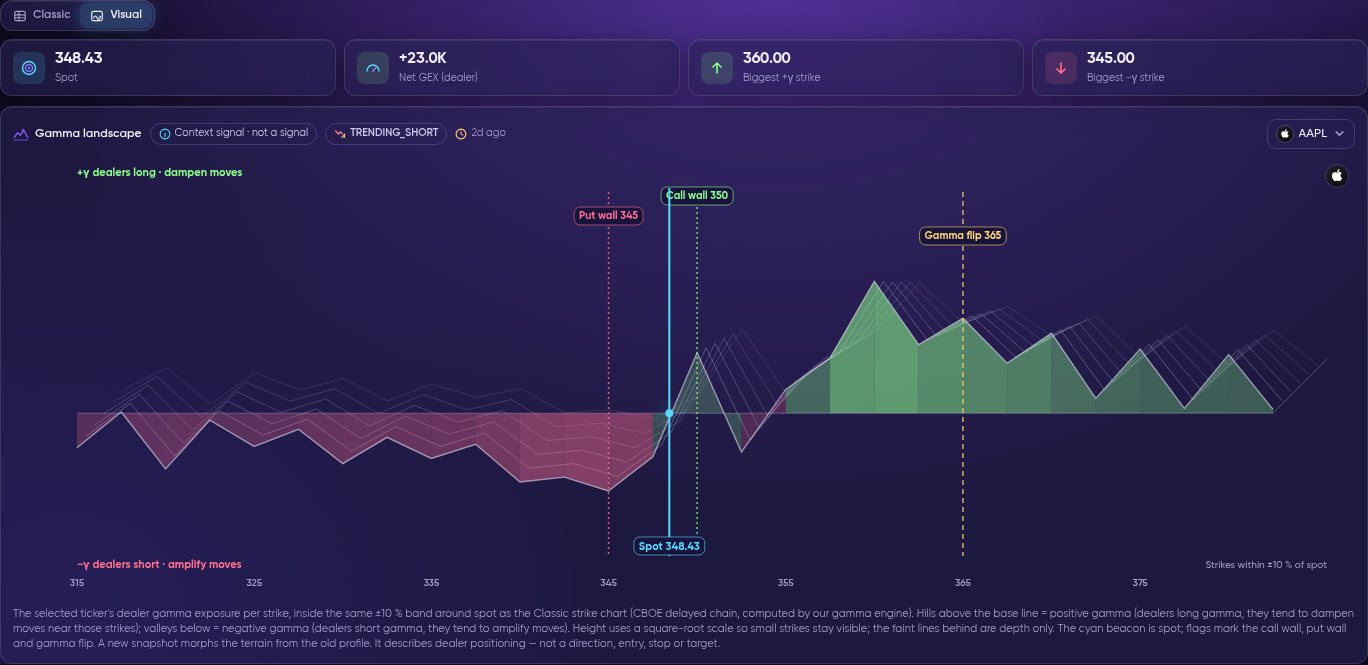 Classic Visual
348.43
Spot
+23.0K
Net GEX (dealer)
360.00
Biggest +γ strike
345.00
Biggest −γ strike
Gamma landscape
Context signal · not a signal
TRENDING_SHORT
2d ago
AAPL
+γ dealers long · dampen moves
Call wall 350
Put wall 345
Gamma flip 365
Spot 348.43
−γ dealers short · amplify moves
Strikes within ±10 % of spot
315 325 335 345 355 365 375
The selected ticker's dealer gamma exposure per strike, inside the same ±10 % band around spot as the Classic strike chart (CBOE delayed chain, computed by our gamma engine). Hills above the base line = positive gamma (dealers long gamma, they tend to dampen
moves near those strikes); valleys below = negative gamma (dealers short gamma, they tend to amplify moves). Height uses a square-root scale so small strikes stay visible; the faint lines behind are depth only. The cyan beacon is spot; flags mark the call wall, put wall
and gamma flip. A new snapshot morphs the terrain from the old profile. It describes dealer positioning — not a direction, entry, stop or target.